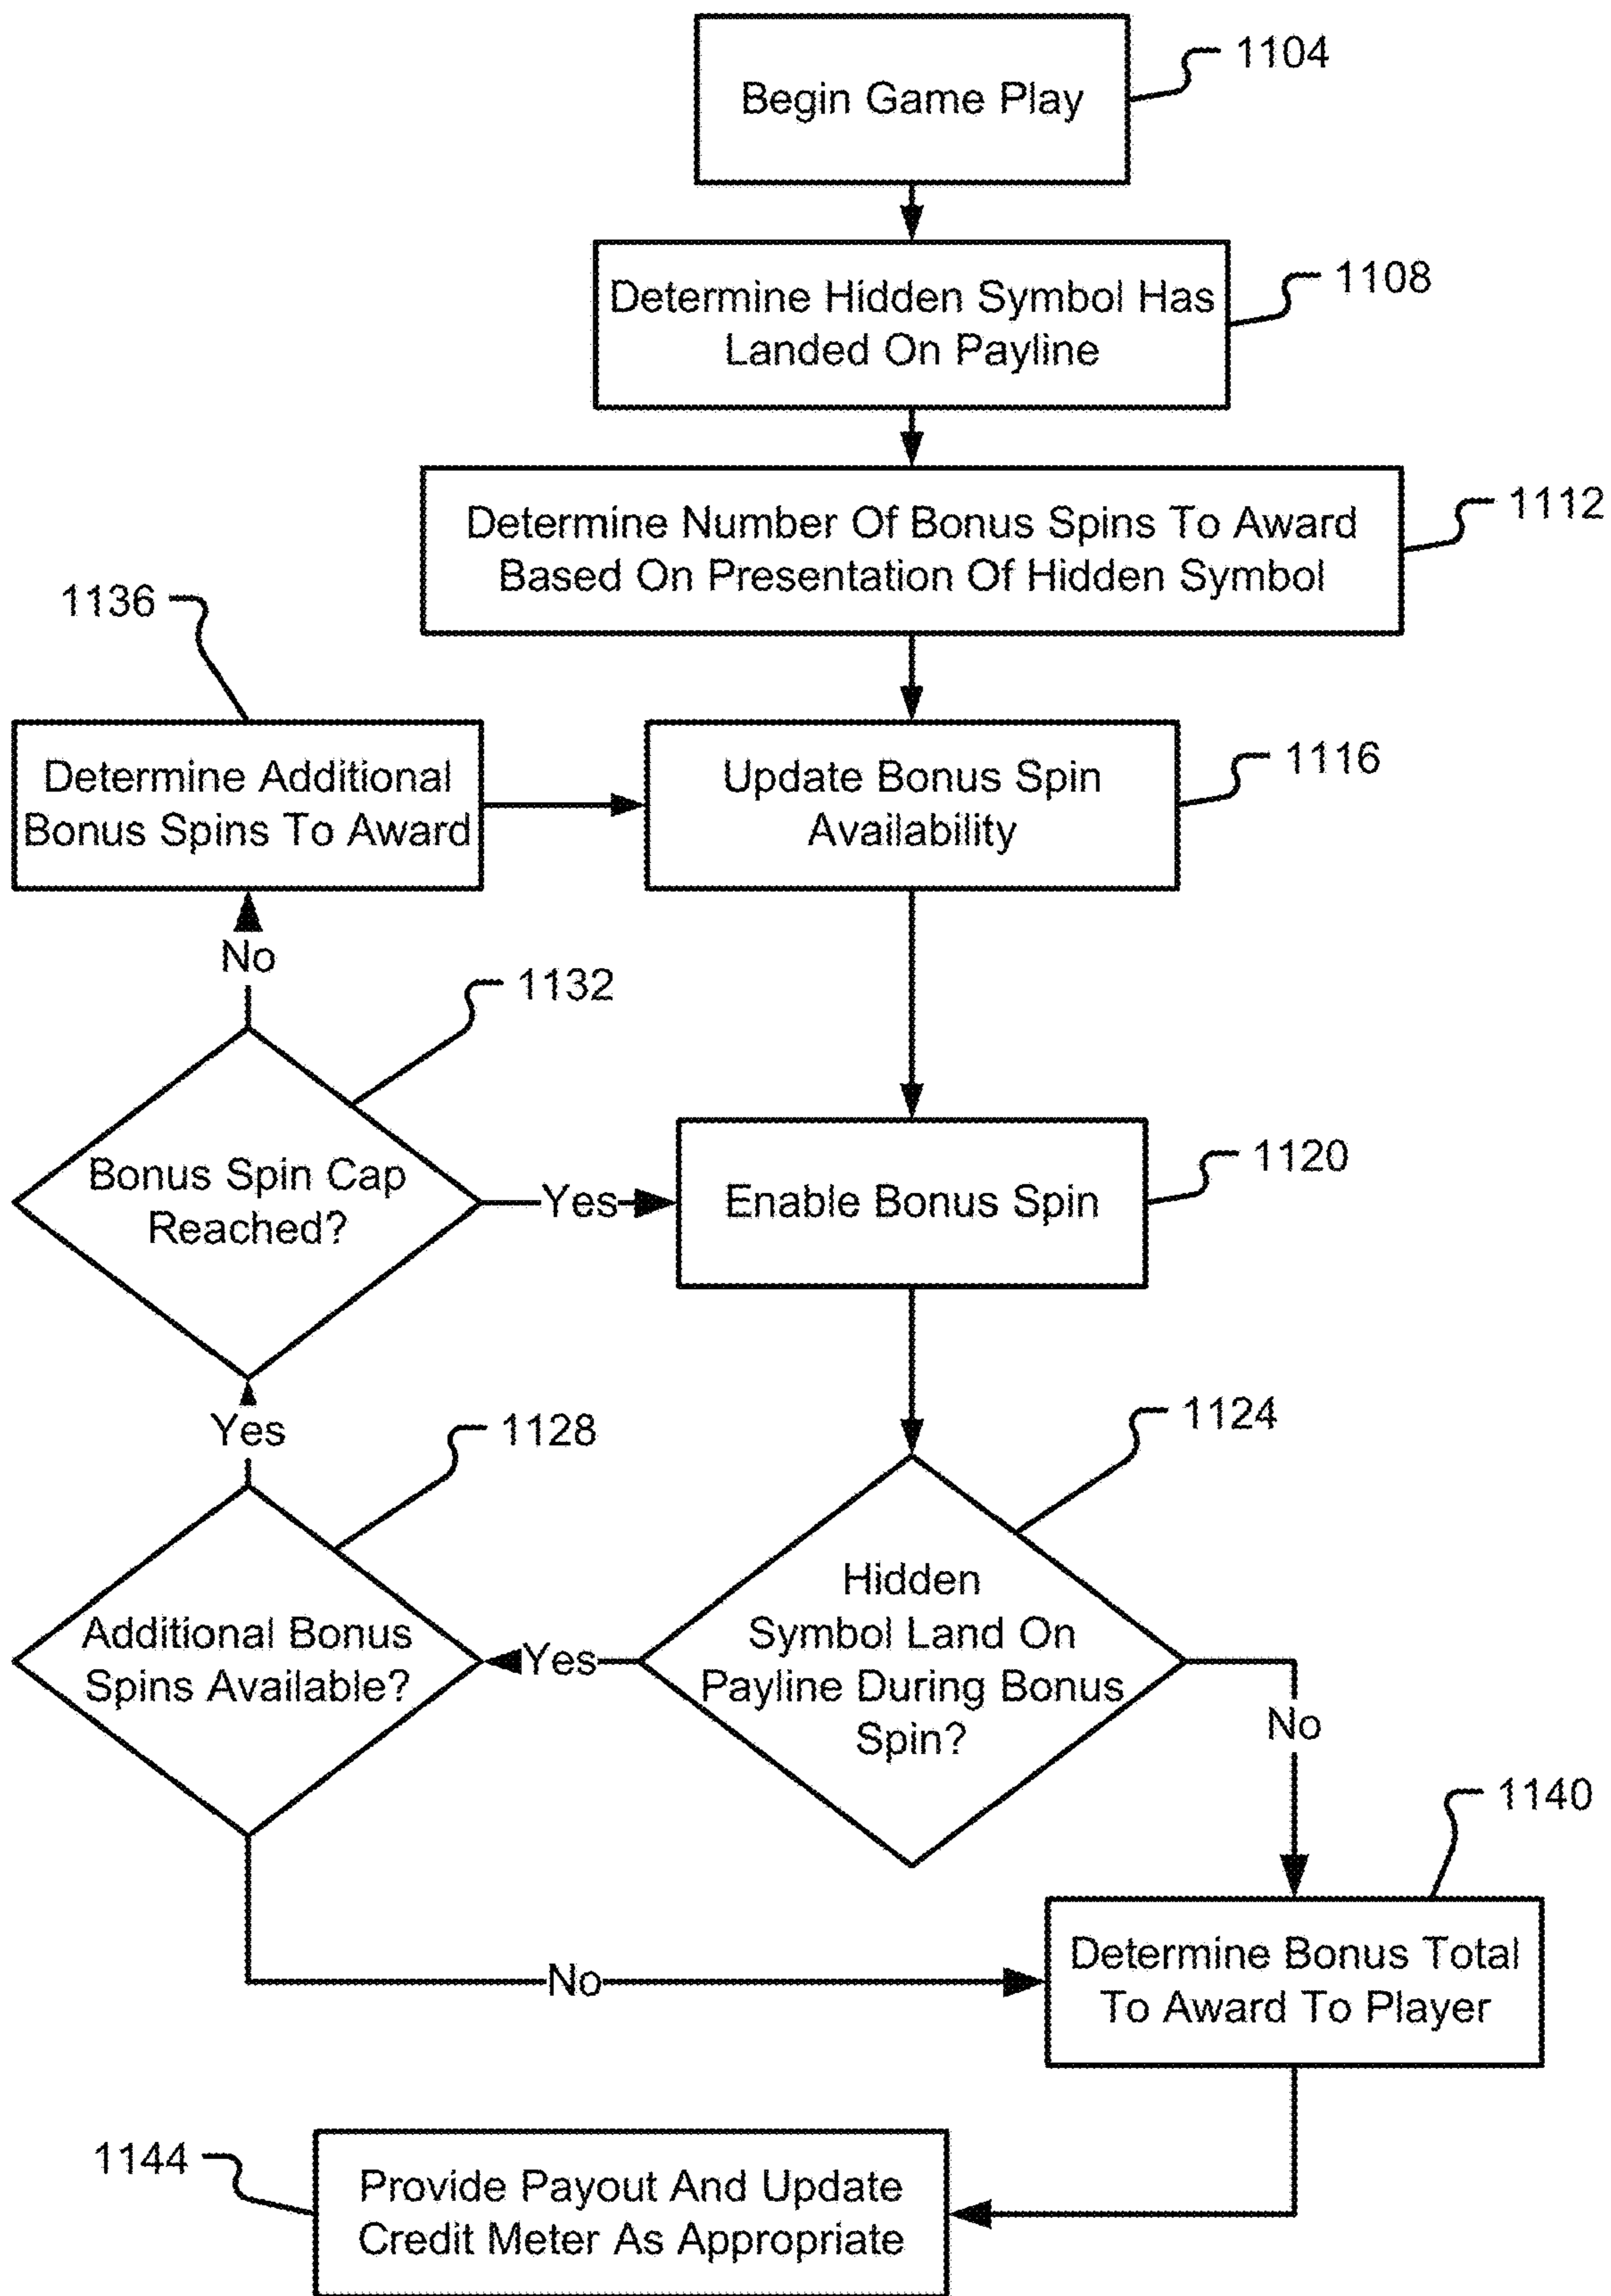 Begin Game Play
1104
Determine Hidden Symbol Has
Landed On Payline
1108
Determine Number Of Bonus Spins To Award
Based On Presentation Of Hidden Symbol
1112
1136
Determine Additional
Bonus Spins To Award
Update Bonus Spin
Availability
1116
No
1132
Bonus Spin Cap
Reached?
Yes
Enable Bonus Spin
1120
Yes
1128
1124
Additional Bonus
Spins Available?
Yes
Hidden
Symbol Land On
Payline During Bonus
Spin?
No
1140
No
Determine Bonus Total
To Award To Player
1144
Provide Payout And Update
Credit Meter As Appropriate